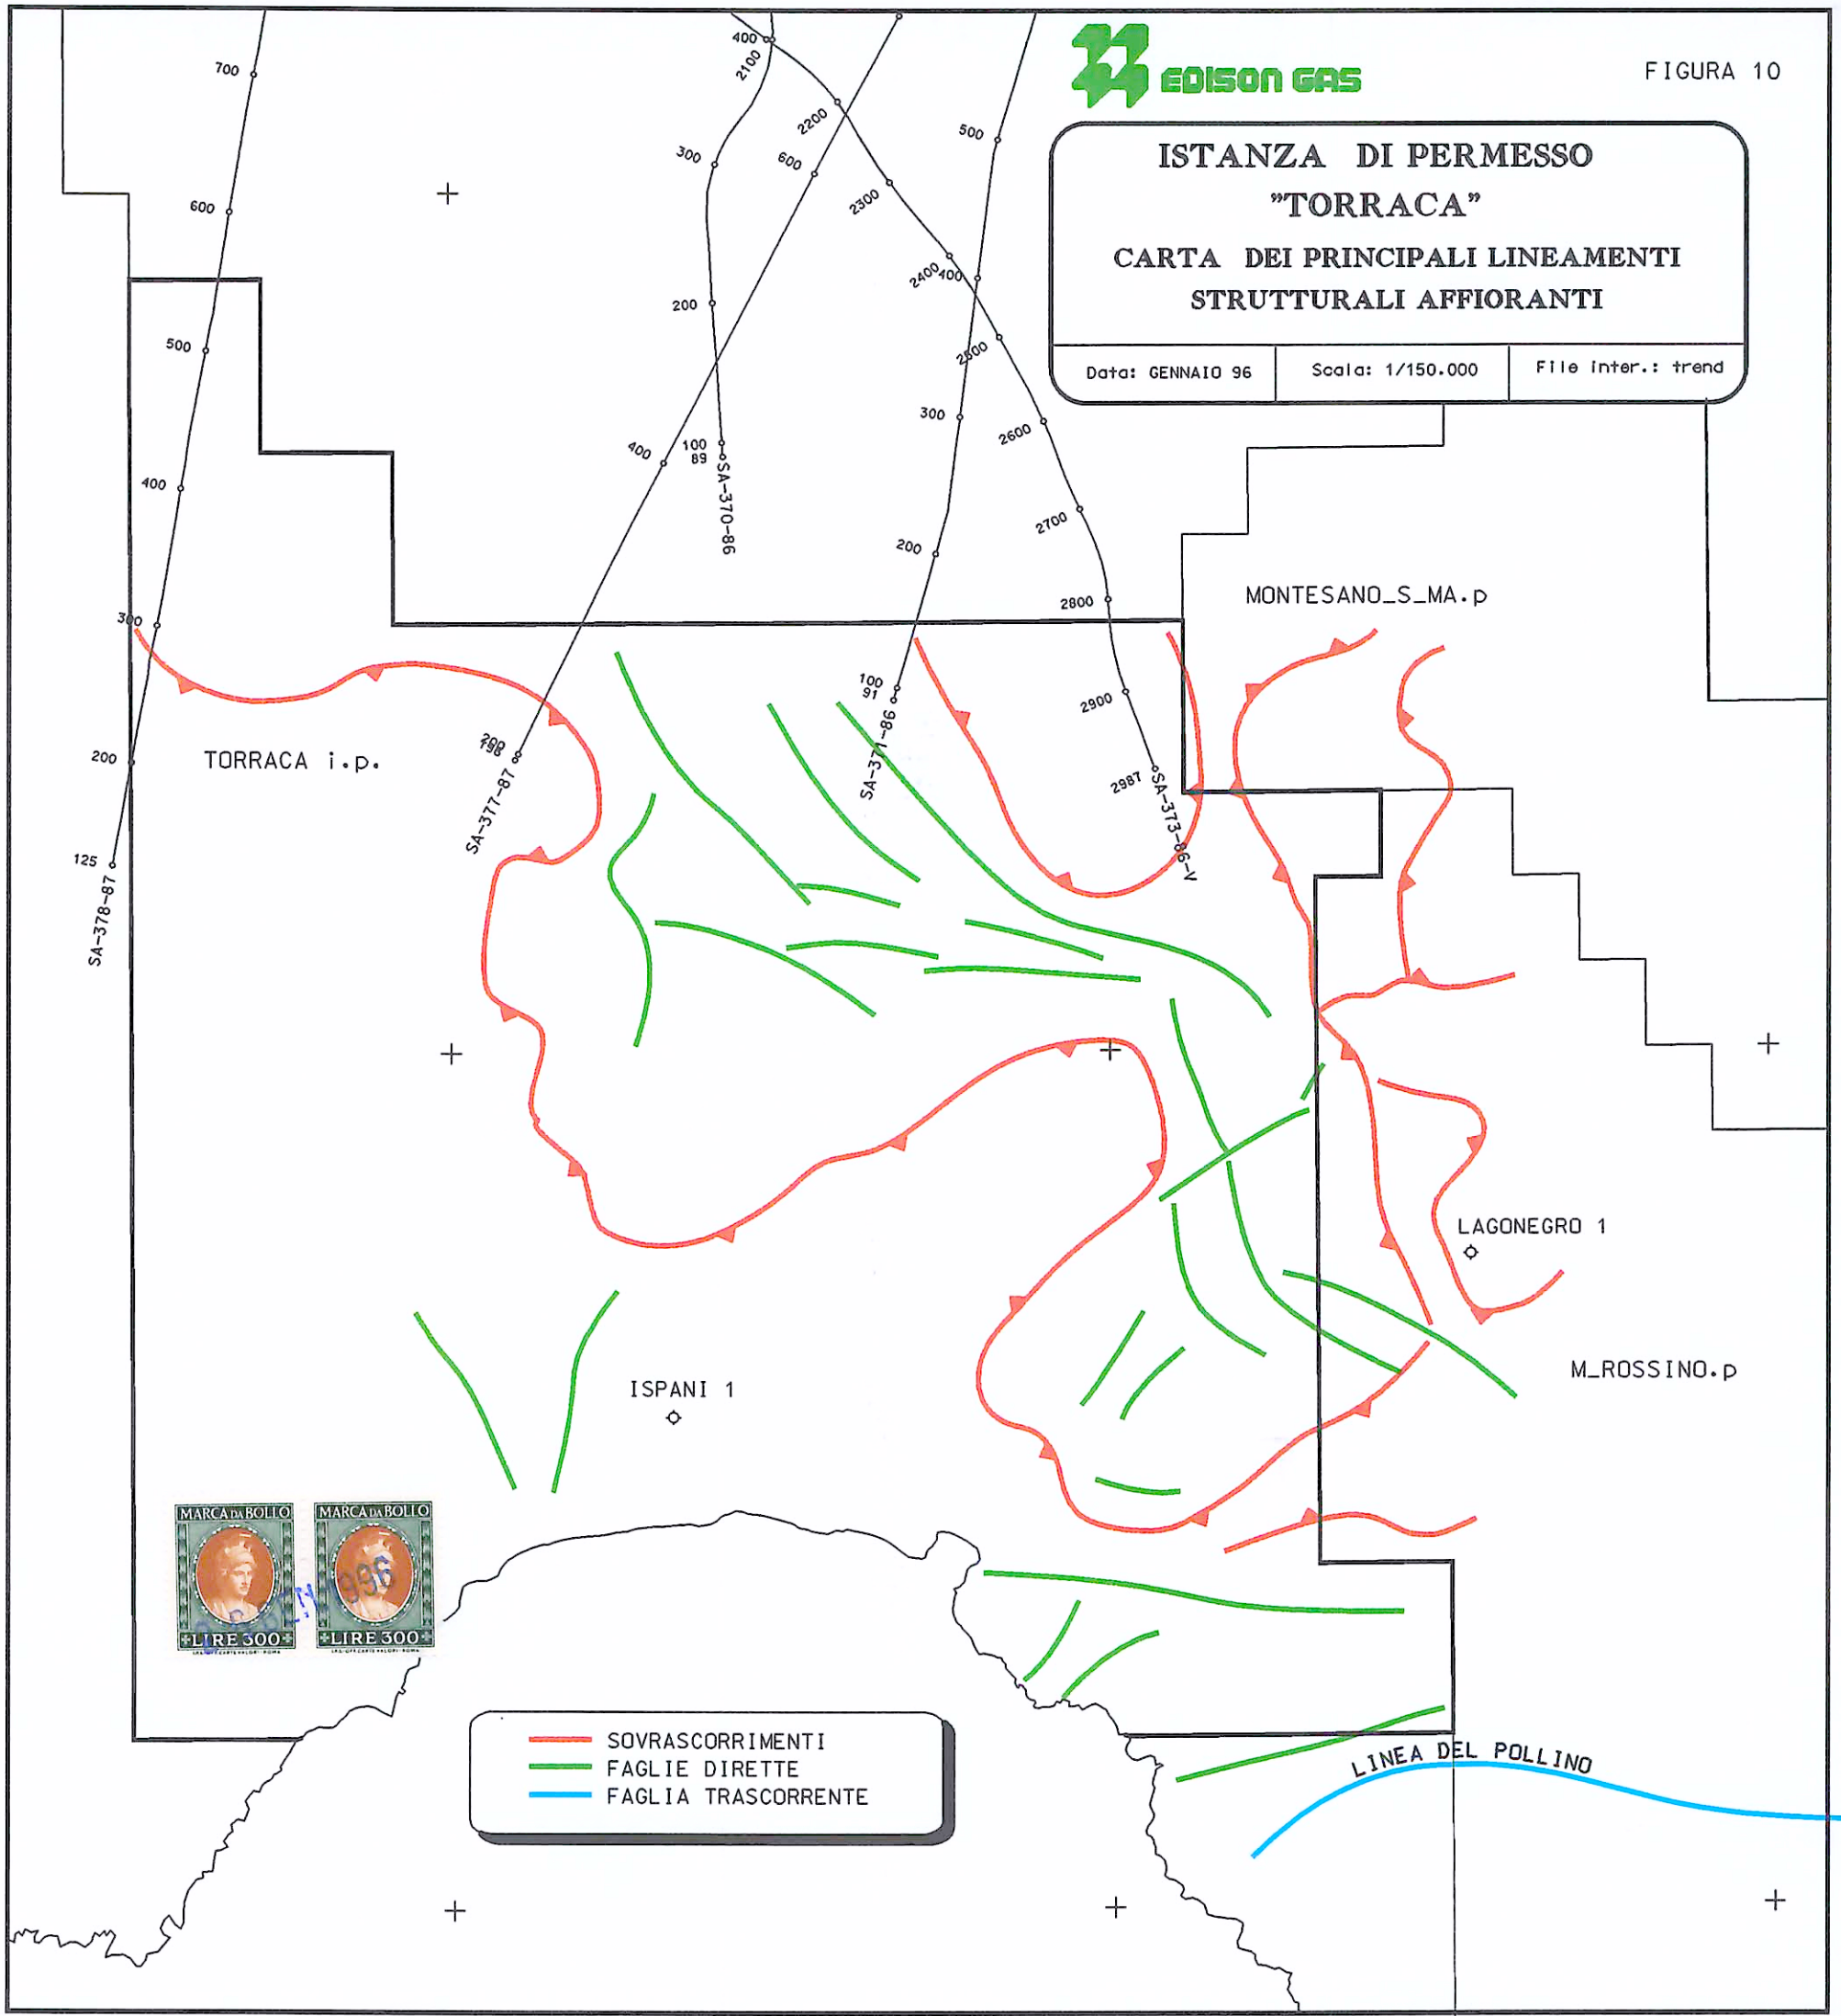 EDISON GAS
FIGURA 10
ISTANZA DI PERMESSO
"TORRACA"
CARTA DEI PRINCIPALI LINEAMENTI
STRUTTURALI AFFIORANTI
Data: GENNAIO 96
Scala: 1/150.000
File inter.: trend
700
600
500
400
300
200
125
SA-378-87
600
400
200
198
SA-377-87
400
300
200
100
89
SA-370-86
500
400
300
200
100
91
SA-371-86
2100
2200
2300
2400
2500
2600
2700
2800
2900
2987
SA-373-86-V
MONTESANO_S_MA.p
TORRACA i.p.
LAGONEGRO 1
M_ROSSINO.p
ISPANI 1
MARCA DA BOLLO
LIRE 300
MARCA DA BOLLO
LIRE 300
GEN. 1996
SOVRASCORRIMENTI
FAGLIE DIRETTE
FAGLIA TRASCORRENTE
LINEA DEL POLLINO